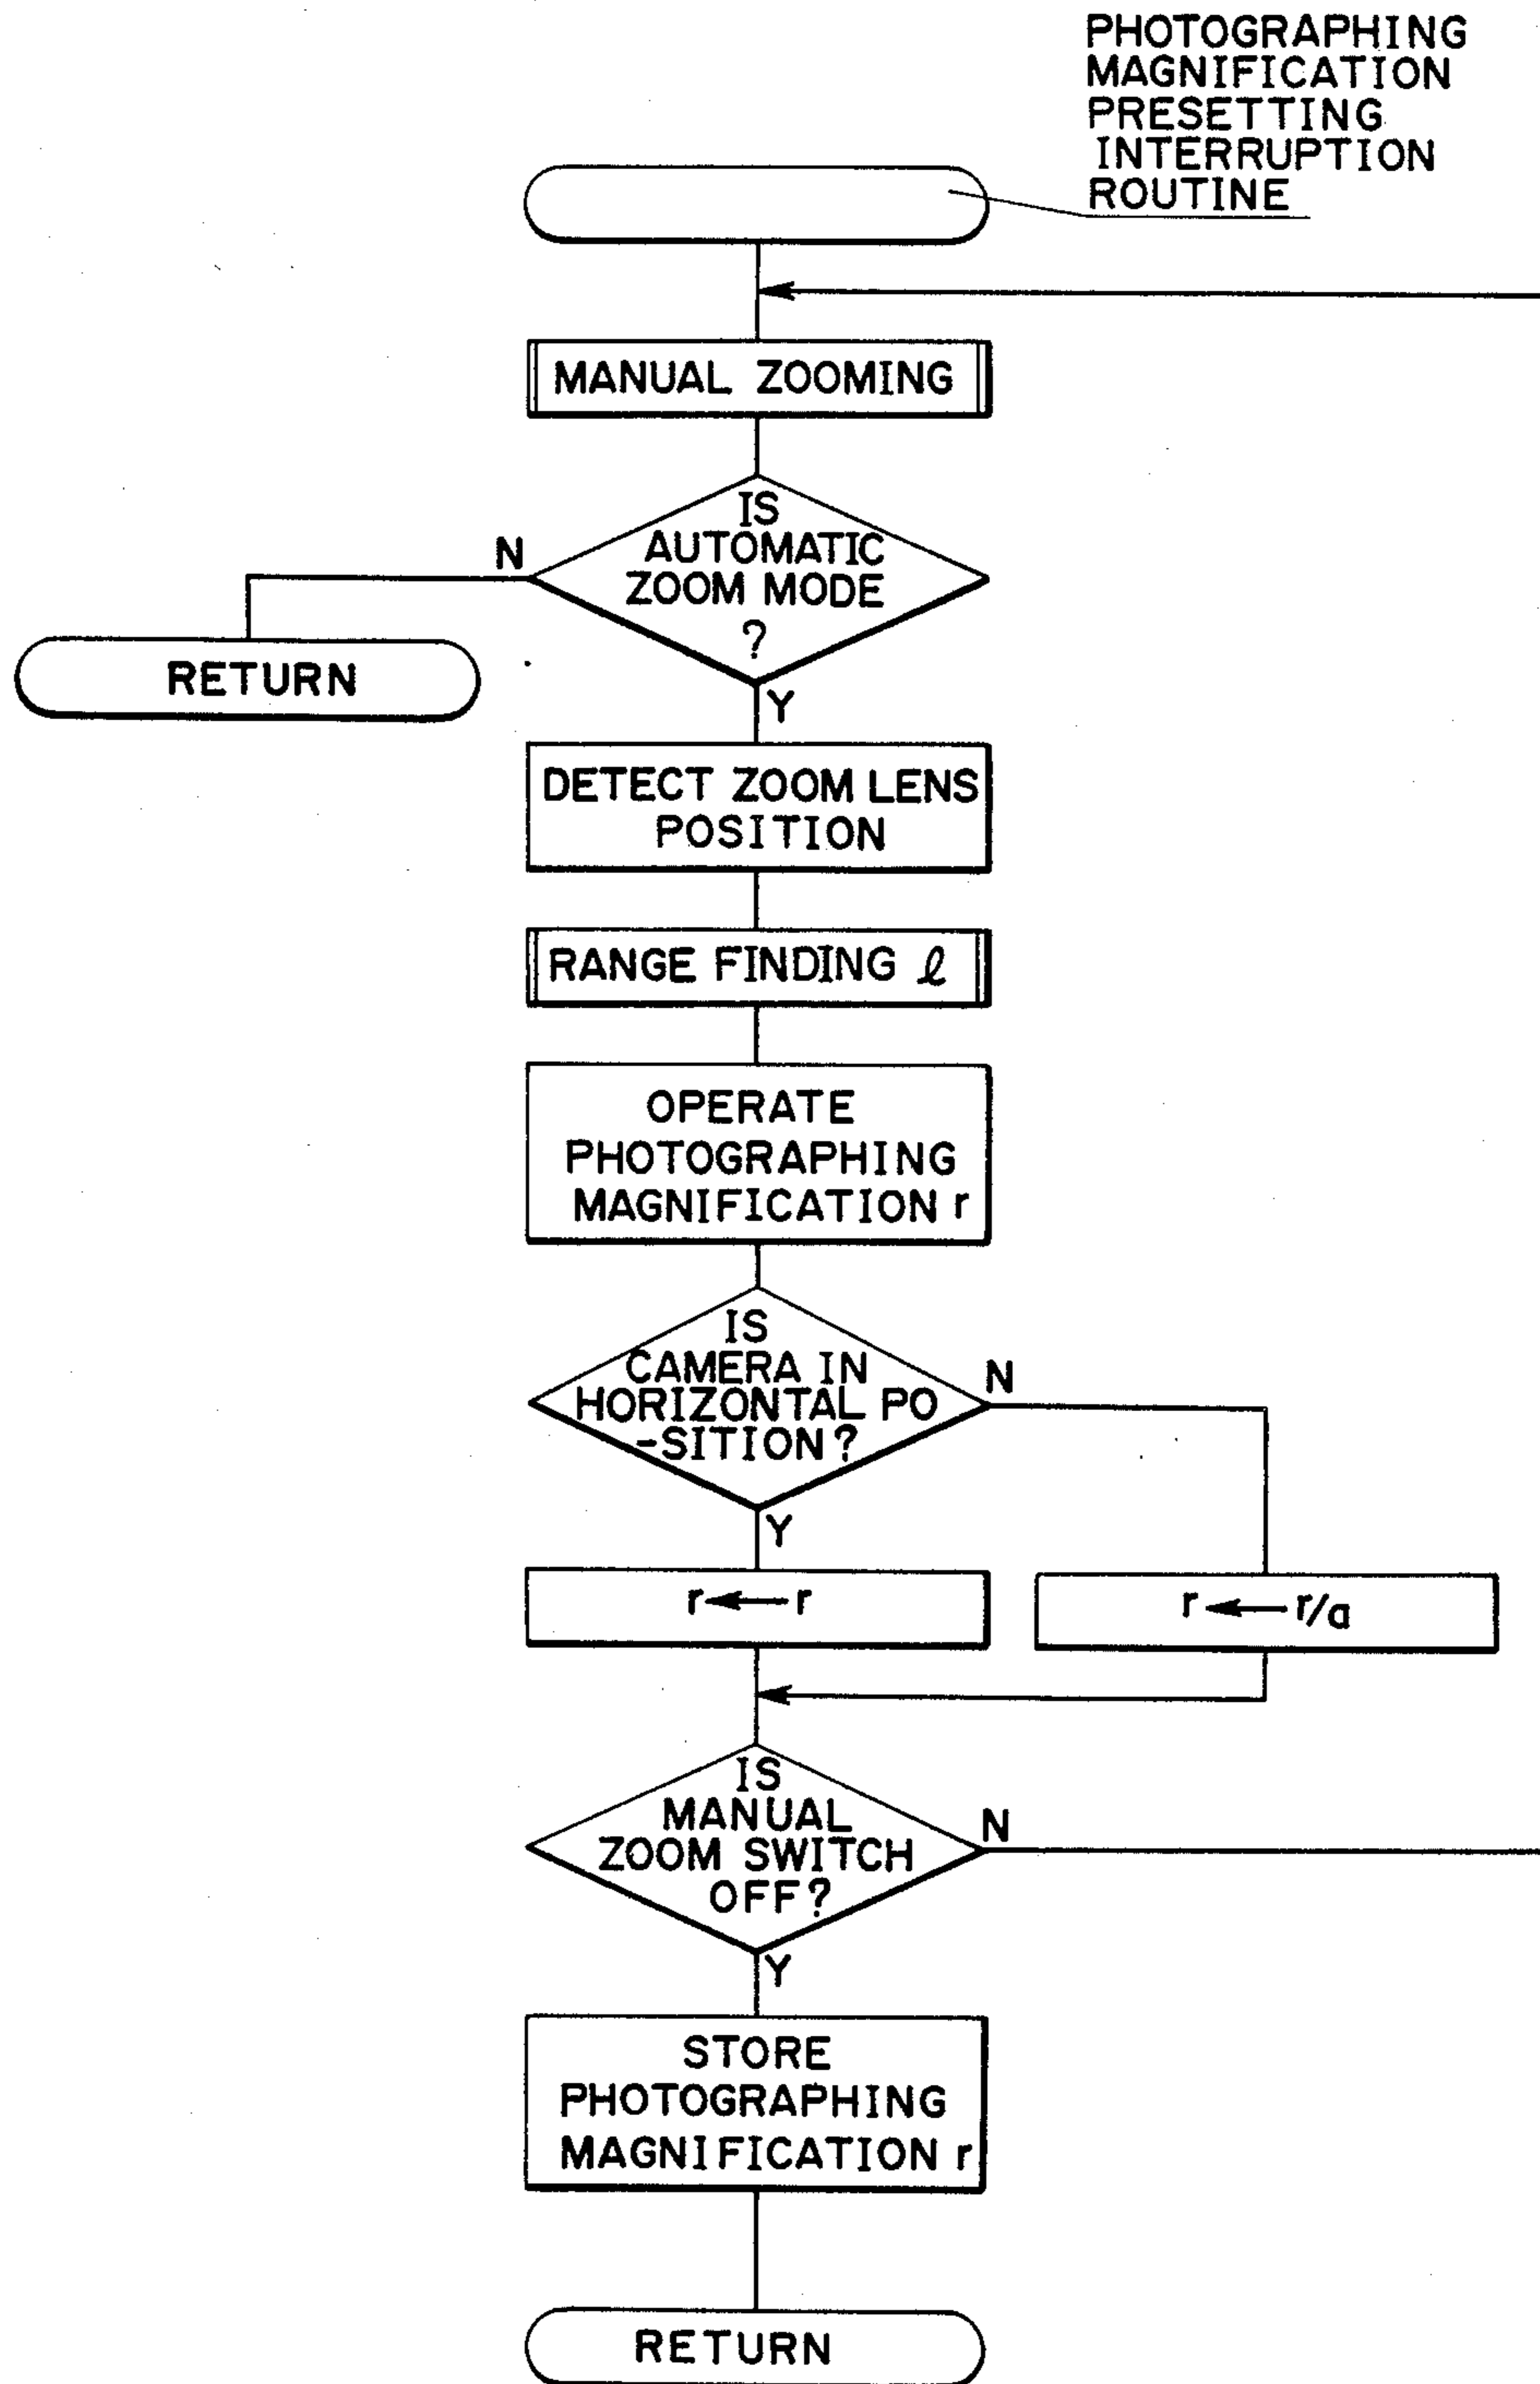 PHOTOGRAPHING
MAGNIFICATION
PRESETTING
INTERRUPTION
ROUTINE
MANUAL ZOOMING
IS
AUTOMATIC
ZOOM MODE
?
N
RETURN
Y
DETECT ZOOM LENS
POSITION
RANGE FINDING ℓ
OPERATE
PHOTOGRAPHING
MAGNIFICATION r
IS
CAMERA IN
HORIZONTAL PO
-SITION?
N
Y
r←r
r←r/a
IS
MANUAL
ZOOM SWITCH
OFF?
N
Y
STORE
PHOTOGRAPHING
MAGNIFICATION r
RETURN